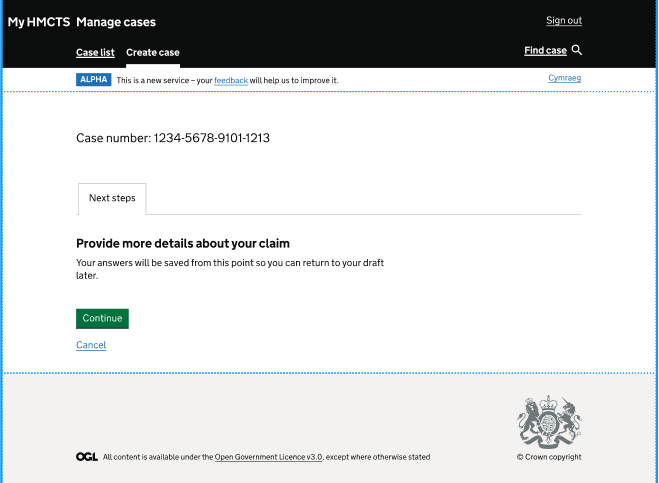 My HMCTS Manage cases
Sign out
Case list Create case
Find case
ALPHA This is a new service – your feedback will help us to improve it.
Cymraeg
Case number: 1234-5678-9101-1213
Next steps
Provide more details about your claim
Your answers will be saved from this point so you can return to your draft
later.
Continue
Cancel
OGL All content is available under the Open Government Licence v3.0, except where otherwise stated
© Crown copyright